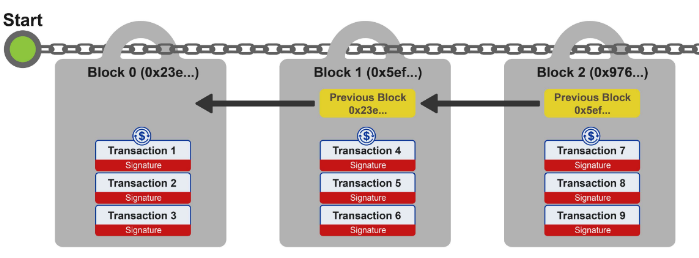 Start
Block 0 (0x23e...)
Transaction 1
Signature
Transaction 2
Signature
Transaction 3
Signature
Block 1 (0x5ef...)
Previous Block
0x23e...
Transaction 4
Signature
Transaction 5
Signature
Transaction 6
Signature
Block 2 (0x976...)
Previous Block
0x5ef...
Transaction 7
Signature
Transaction 8
Signature
Transaction 9
Signature